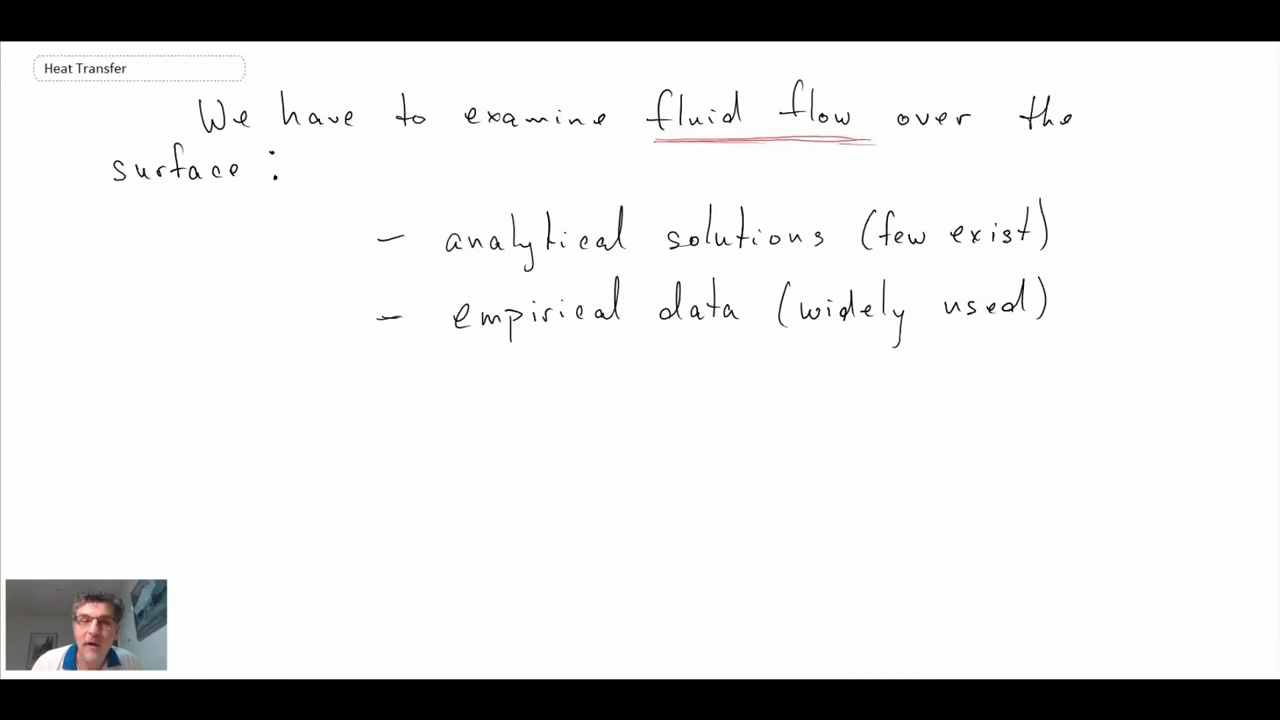 Heat Transfer
We have to examine fluid flow over the
surface :
- analytical solutions (few exist)
- empirical data (widely used)